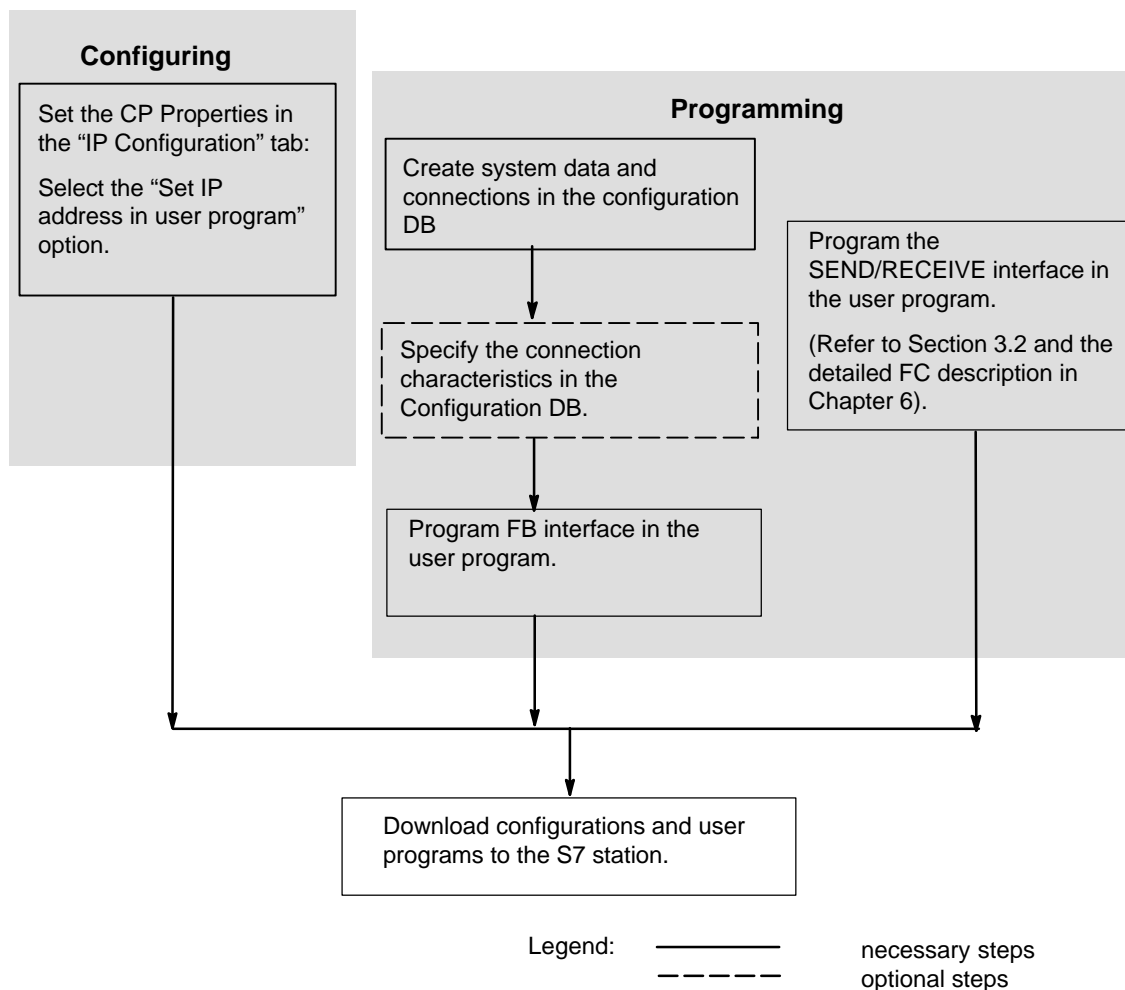 Configuring
Set the CP Properties in
the “IP Configuration” tab:
Select the “Set IP
address in user program”
option.
Programming
Create system data and
connections in the configuration
DB
Specify the connection
characteristics in the
Configuration DB.
Program FB interface in the
user program.
Program the
SEND/RECEIVE interface in
the user program.
(Refer to Section 3.2 and the
detailed FC description in
Chapter 6).
Download configurations and user
programs to the S7 station.
Legend:
necessary steps
optional steps